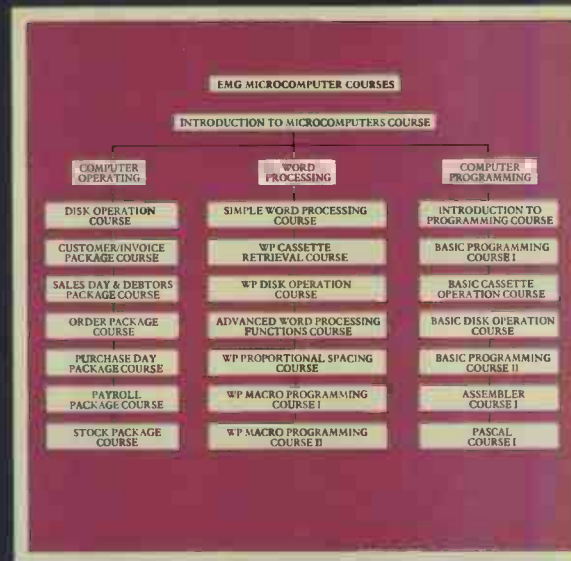 EMG MICROCOMPUTER COURSES
INTRODUCTION TO MICROCOMPUTERS COURSE
COMPUTER
OPERATING
DISK OPERATION
COURSE
CUSTOMER/INVOICE
PACKAGE COURSE
SALES DAY & DEBTORS
PACKAGE COURSE
ORDER PACKAGE
COURSE
PURCHASE DAY
PACKAGE COURSE
PAYROLL
PACKAGE COURSE
STOCK PACKAGE
COURSE
WORD
PROCESSING
SIMPLE WORD PROCESSING
COURSE
WP CASSETTE
RETRIEVAL COURSE
WP DISK OPERATION
COURSE
ADVANCED WORD PROCESSING
FUNCTIONS COURSE
WP PROPORTIONAL SPACING
COURSE
WP MACRO PROGRAMMING
COURSE I
WP MACRO PROGRAMMING
COURSE II
COMPUTER
PROGRAMMING
INTRODUCTION TO
PROGRAMMING COURSE
BASIC PROGRAMMING
COURSE I
BASIC CASSETTE
OPERATION COURSE
BASIC DISK OPERATION
COURSE
BASIC PROGRAMMING
COURSE II
ASSEMBLER
COURSE I
PASCAL
COURSE I